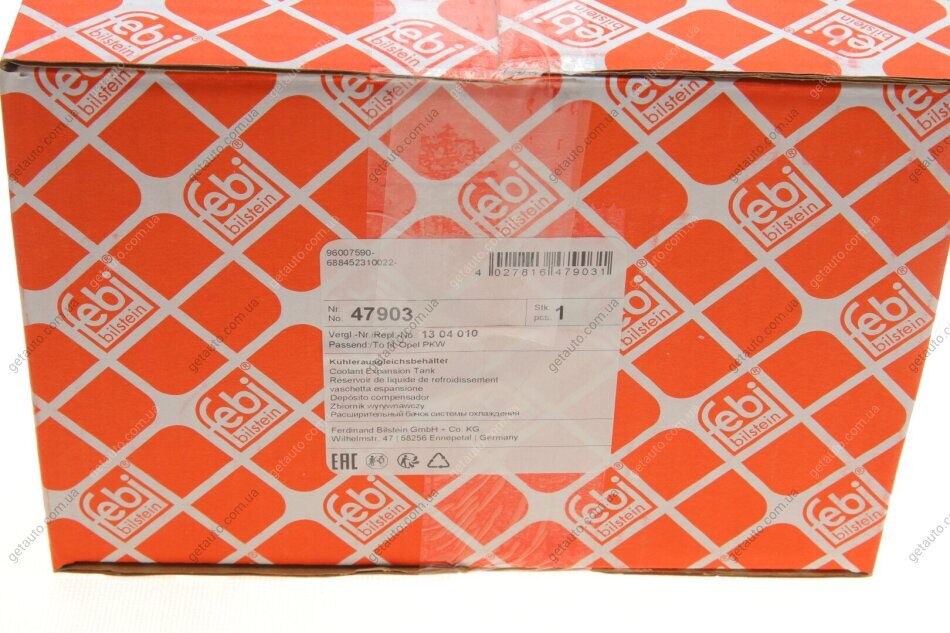 febi bilstein
96007590-
688452310022-
4 027816 479031
Nr.
No. 47903
Stk.
pcs. 1
Vergl.-Nr./Repl.-No. 13 04 010
Passend./To fit Opel PKW
Kühlerausgleichsbehälter
Coolant Expansion Tank
Réservoir de liquide de refroidissement
vaschetta espansione
Depósito compensador
Zbiornik wyrywnawczy
Расширительный бачок системы охлаждения
Ferdinand Bilstein GmbH + Co. KG
Wilhelmstr. 47 | 58256 Ennepetal | Germany
EAC
getauto.com.ua